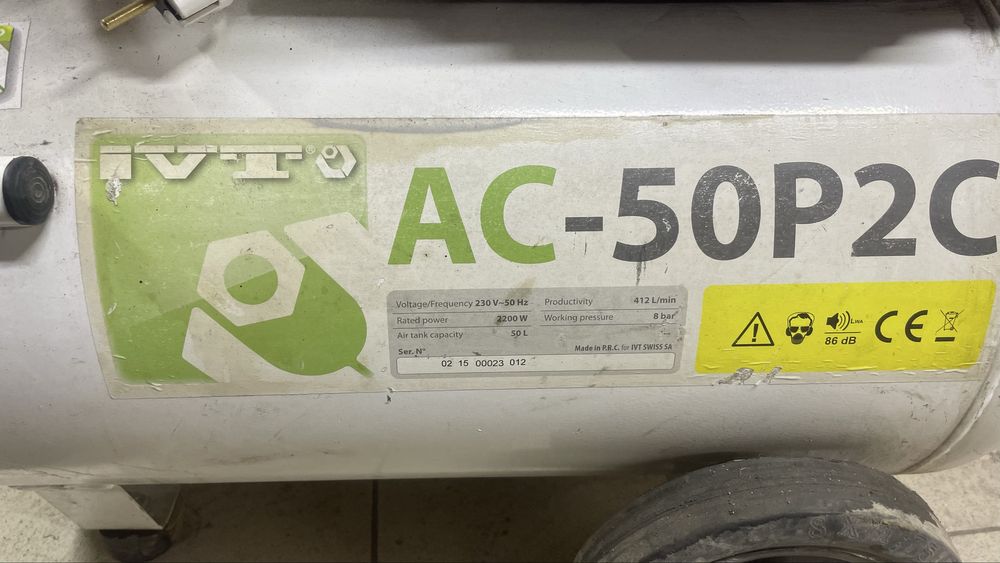 IVT®
AC-50P2C
Voltage/Frequency 230 V~50 Hz
Rated power 2200 W
Air tank capacity 50 L
Productivity 412 L/min
Working pressure 8 bar
Ser. N°
Made in P.R.C. for IVT SWISS SA
02 15 00023 012
LWA
86 dB
CE